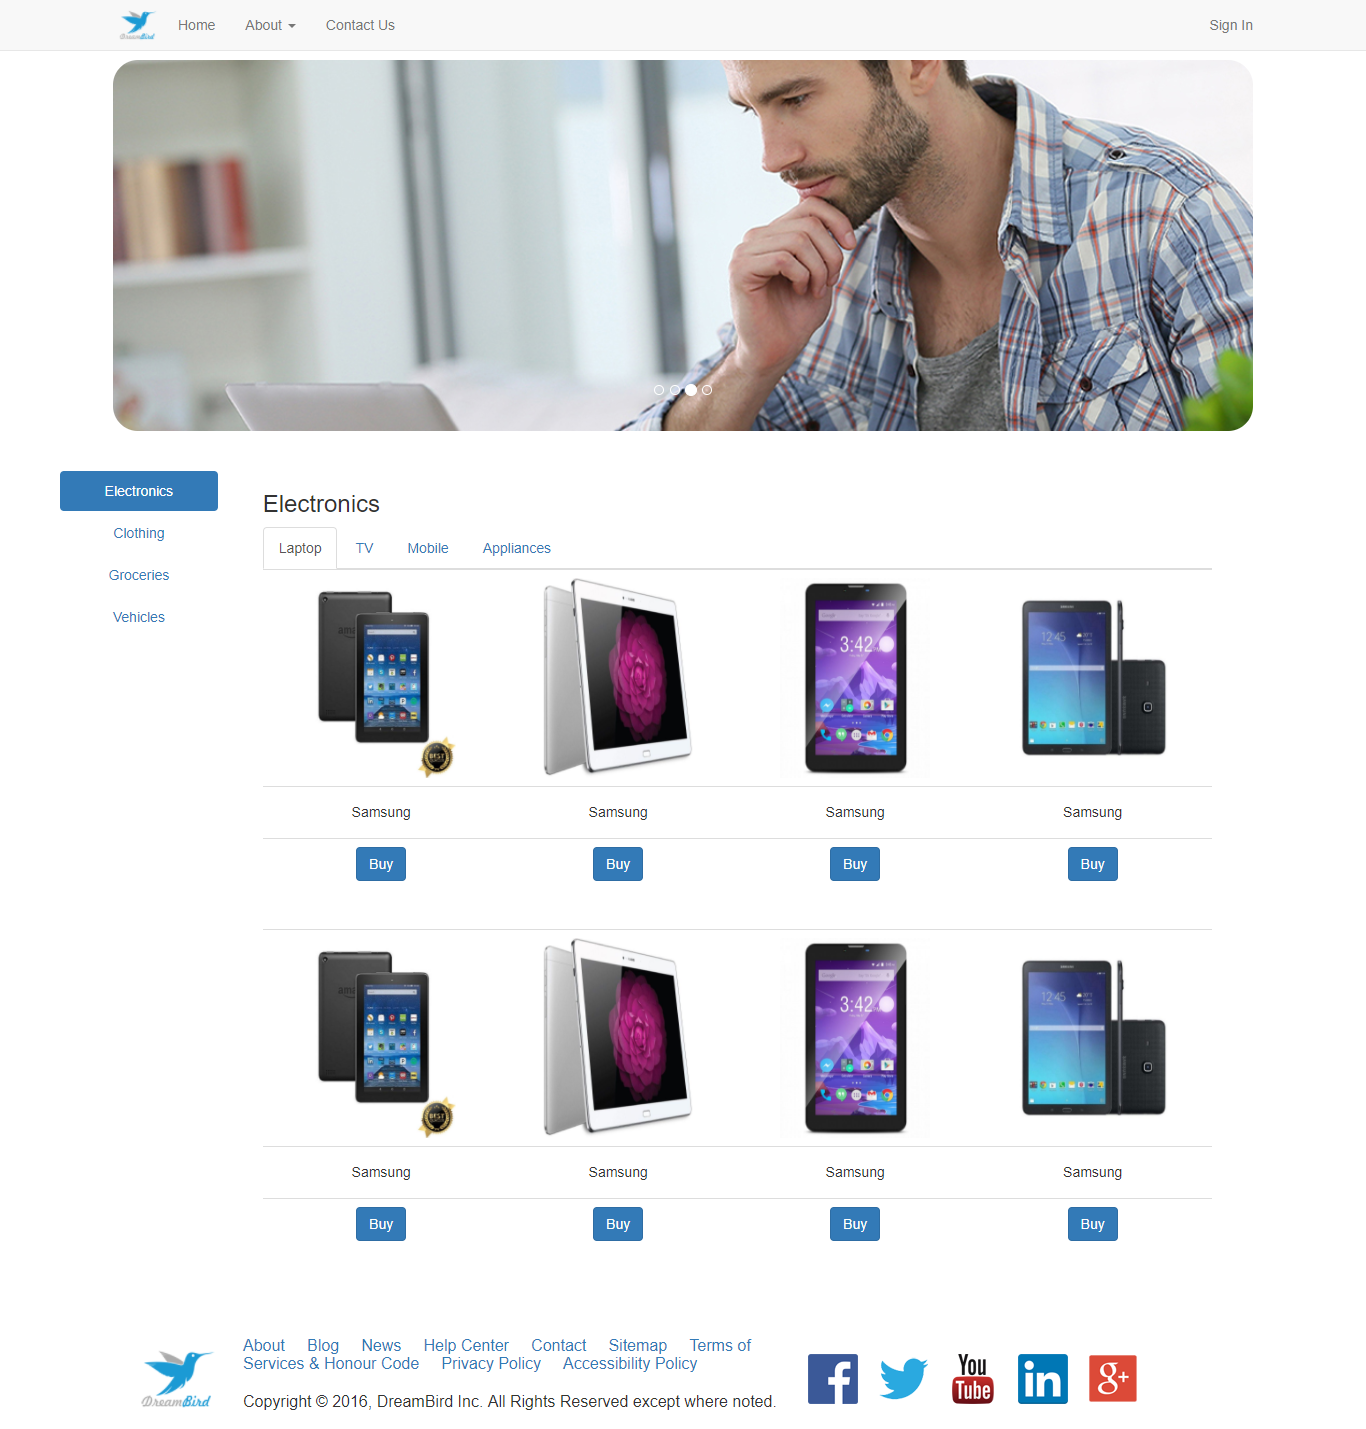 DreamBird
Home
About
Contact Us
Sign In
Electronics
Clothing
Groceries
Vehicles
Electronics
Laptop
TV
Mobile
Appliances
BEST
3:42
12:45
Samsung
Samsung
Samsung
Samsung
Buy
Buy
Buy
Buy
BEST
3:42
12:45
Samsung
Samsung
Samsung
Samsung
Buy
Buy
Buy
Buy
DreamBird
About Blog News Help Center Contact Sitemap Terms of
Services & Honour Code Privacy Policy Accessibility Policy
Copyright © 2016, DreamBird Inc. All Rights Reserved except where noted.
f
You
Tube
in
g+